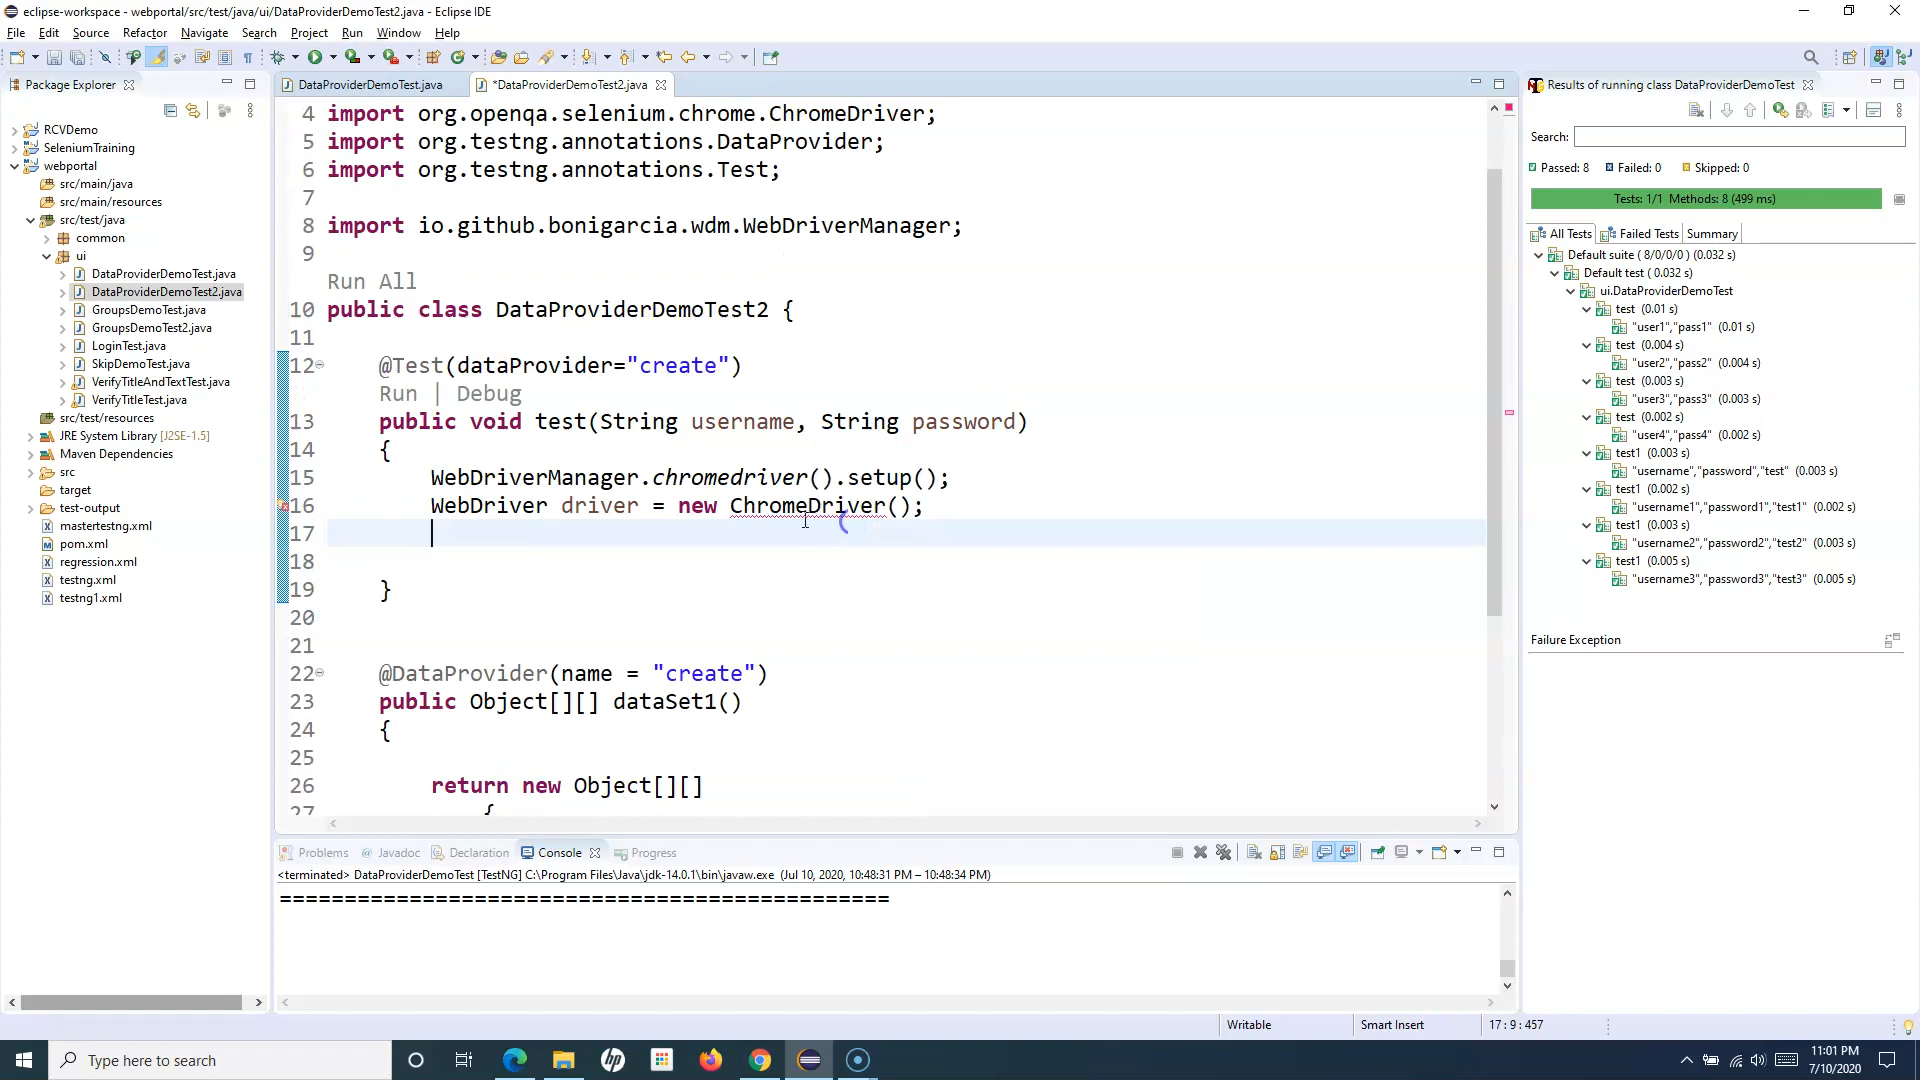 eclipse-workspace - webportal/src/test/java/ui/DataProviderDemoTest2.java - Eclipse IDE
File Edit Source Refactor Navigate Search Project Run Window Help
Package Explorer
RCVDemo
SeleniumTraining
webportal
src/main/java
src/main/resources
src/test/java
common
ui
DataProviderDemoTest.java
DataProviderDemoTest2.java
GroupsDemoTest.java
GroupsDemoTest2.java
LoginTest.java
SkipDemoTest.java
VerifyTitleAndTextTest.java
VerifyTitleTest.java
src/test/resources
JRE System Library [J2SE-1.5]
Maven Dependencies
src
target
test-output
mastertestng.xml
pom.xml
regression.xml
testng.xml
testng1.xml
DataProviderDemoTest.java
*DataProviderDemoTest2.java
4 import org.openqa.selenium.chrome.ChromeDriver;
5 import org.testng.annotations.DataProvider;
6 import org.testng.annotations.Test;
7
8 import io.github.bonigarcia.wdm.WebDriverManager;
9
Run All
10 public class DataProviderDemoTest2 {
11
12 @Test(dataProvider="create")
Run | Debug
13 public void test(String username, String password)
14 {
15 WebDriverManager.chromedriver().setup();
16 WebDriver driver = new ChromeDriver();
17
18
19 }
20
21
22 @DataProvider(name = "create")
23 public Object[][] dataSet1()
24 {
25
26 return new Object[][]
27 {
Problems Javadoc Declaration Console Progress
<terminated> DataProviderDemoTest [TestNG] C:\Program Files\Java\jdk-14.0.1\bin\javaw.exe (Jul 10, 2020, 10:48:31 PM – 10:48:34 PM)
===============================================
Results of running class DataProviderDemoTest
Search:
Passed: 8 Failed: 0 Skipped: 0
Tests: 1/1 Methods: 8 (499 ms)
All Tests Failed Tests Summary
Default suite ( 8/0/0/0 ) (0.032 s)
Default test ( 0.032 s)
ui.DataProviderDemoTest
test (0.01 s)
"user1","pass1" (0.01 s)
test (0.004 s)
"user2","pass2" (0.004 s)
test (0.003 s)
"user3","pass3" (0.003 s)
test (0.002 s)
"user4","pass4" (0.002 s)
test1 (0.003 s)
"username","password","test" (0.003 s)
test1 (0.002 s)
"username1","password1","test1" (0.002 s)
test1 (0.003 s)
"username2","password2","test2" (0.003 s)
test1 (0.005 s)
"username3","password3","test3" (0.005 s)
Failure Exception
Writable Smart Insert 17 : 9 : 457
Type here to search
hp
11:01 PM
7/10/2020